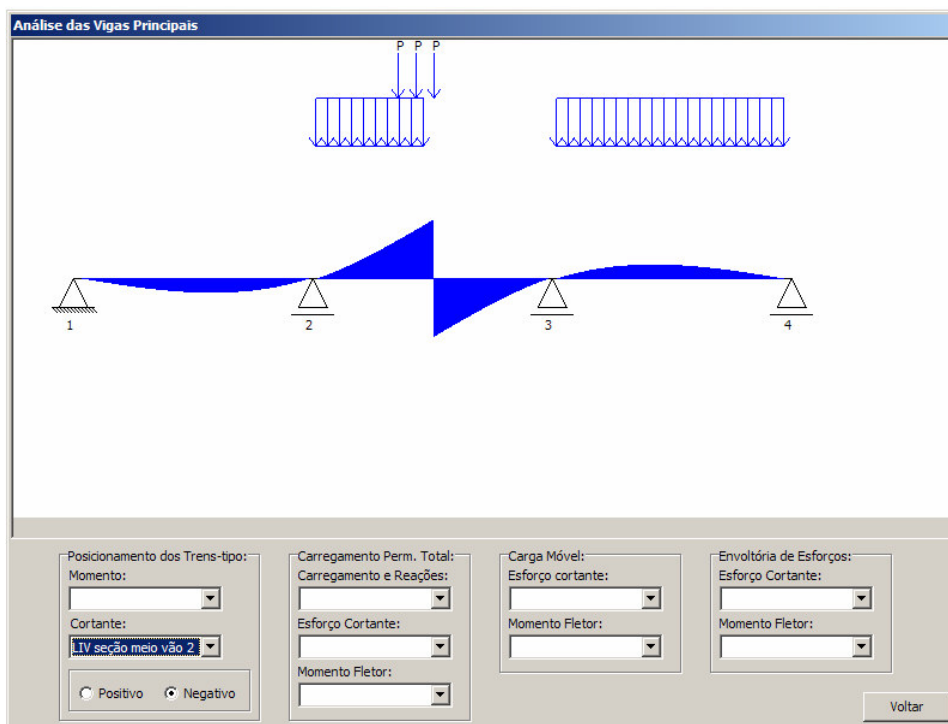 Análise das Vigas Principais
P P P
1 2 3 4
Posicionamento dos Trens-tipo:
Momento:
Cortante:
LIV seção meio vão 2
Positivo Negativo
Carregamento Perm. Total:
Carregamento e Reações:
Esforço Cortante:
Momento Fletor:
Carga Móvel:
Esforço cortante:
Momento Fletor:
Envoltória de Esforços:
Esforço Cortante:
Momento Fletor:
Voltar